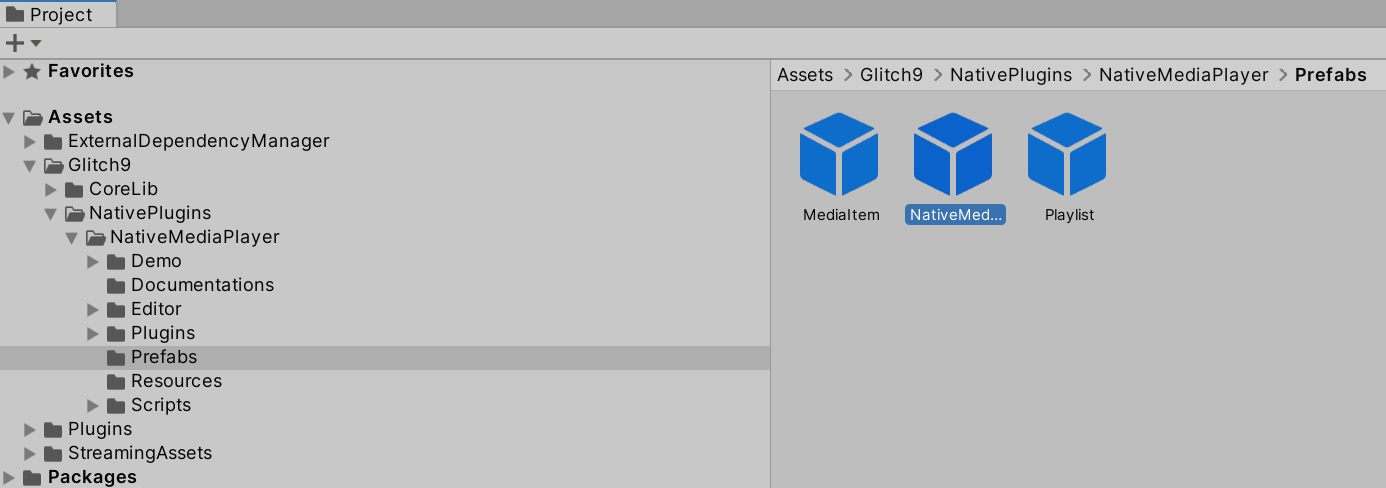 Project
Favorites
Assets
ExternalDependencyManager
Glitch9
CoreLib
NativePlugins
NativeMediaPlayer
Demo
Documentations
Editor
Plugins
Prefabs
Resources
Scripts
Plugins
StreamingAssets
Packages
Assets > Glitch9 > NativePlugins > NativeMediaPlayer > Prefabs
MediaItem NativeMed... Playlist